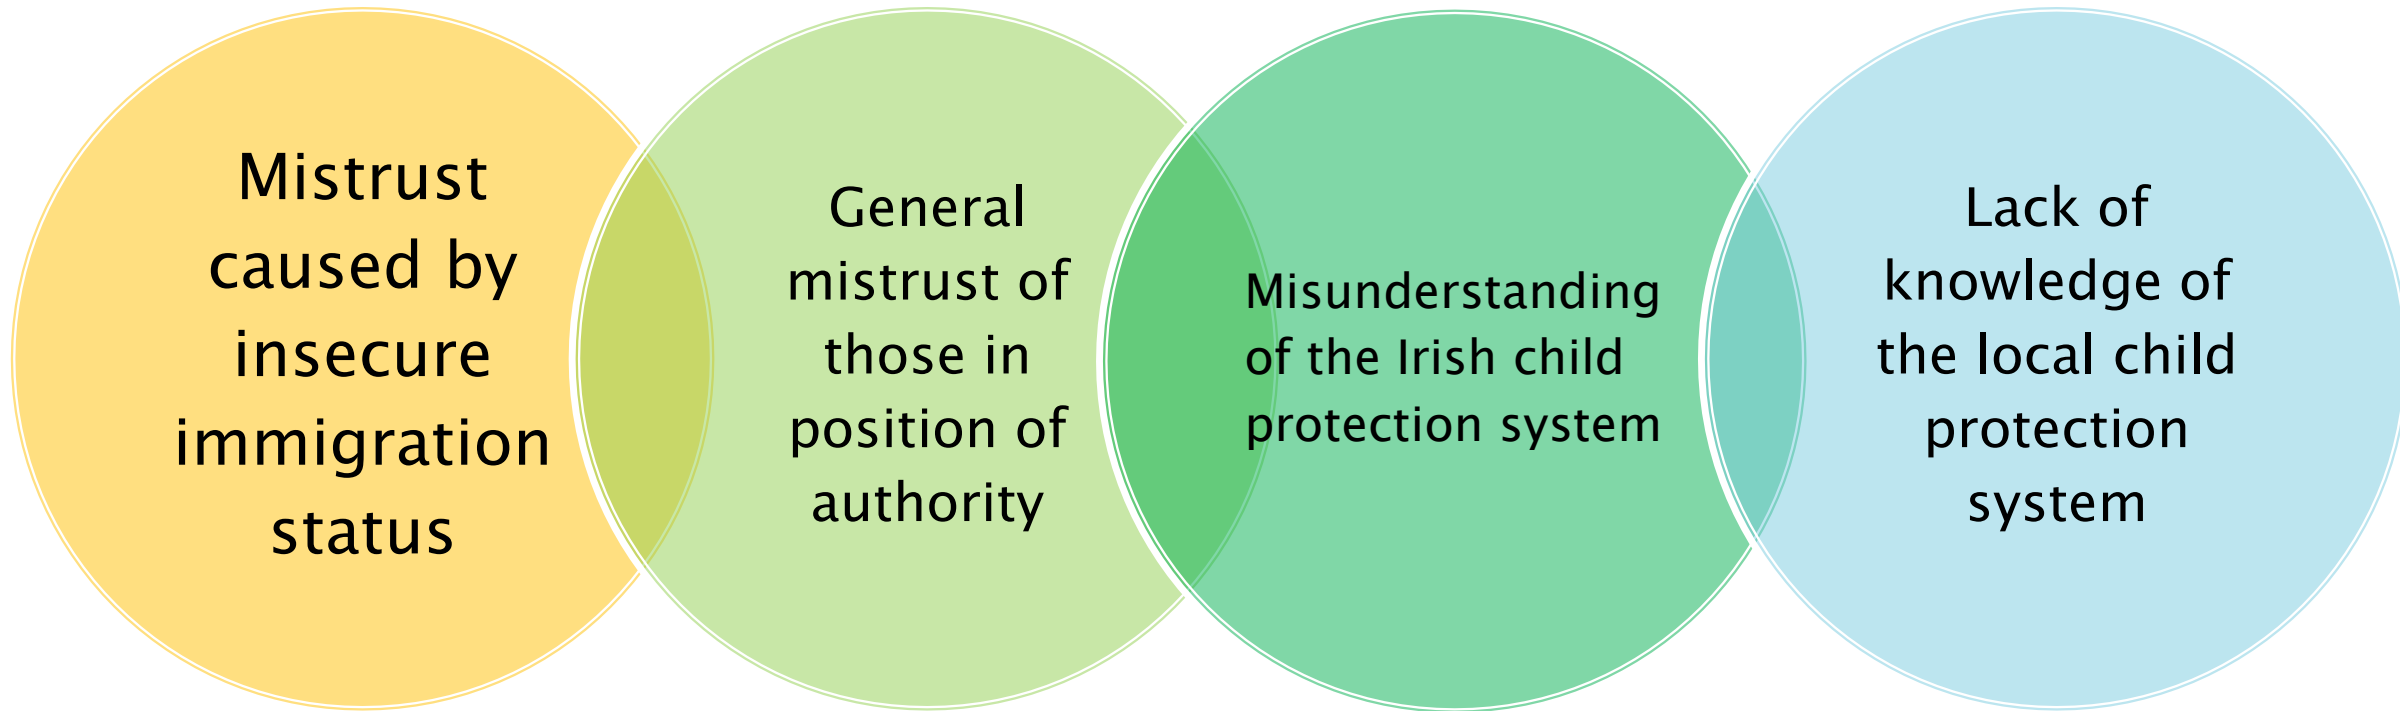 Mistrust
caused by
insecure
immigration
status
General
mistrust of
those in
position of
authority
Misunderstanding
of the Irish child
protection system
Lack of
knowledge of
the local child
protection
system